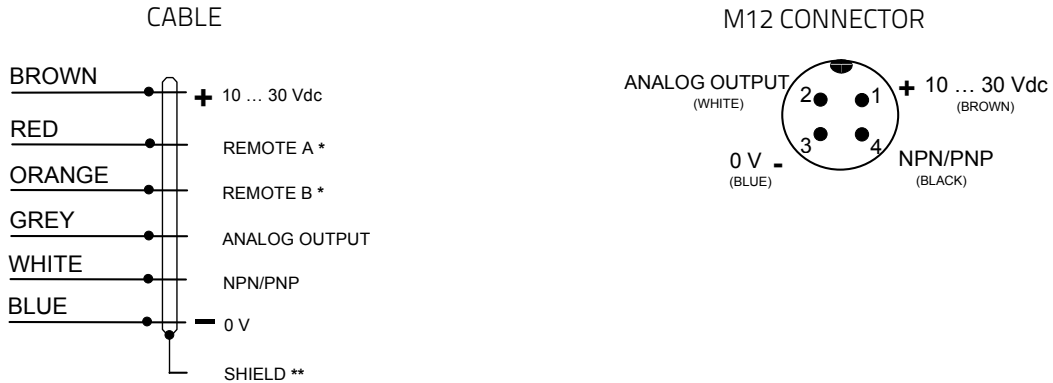 CABLE
BROWN
+ 10 … 30 Vdc
RED
REMOTE A *
ORANGE
REMOTE B *
GREY
ANALOG OUTPUT
WHITE
NPN/PNP
BLUE
- 0 V
SHIELD **
M12 CONNECTOR
ANALOG OUTPUT
(WHITE)
2
1
+ 10 … 30 Vdc
(BROWN)
3
4
0 V -
(BLUE)
NPN/PNP
(BLACK)